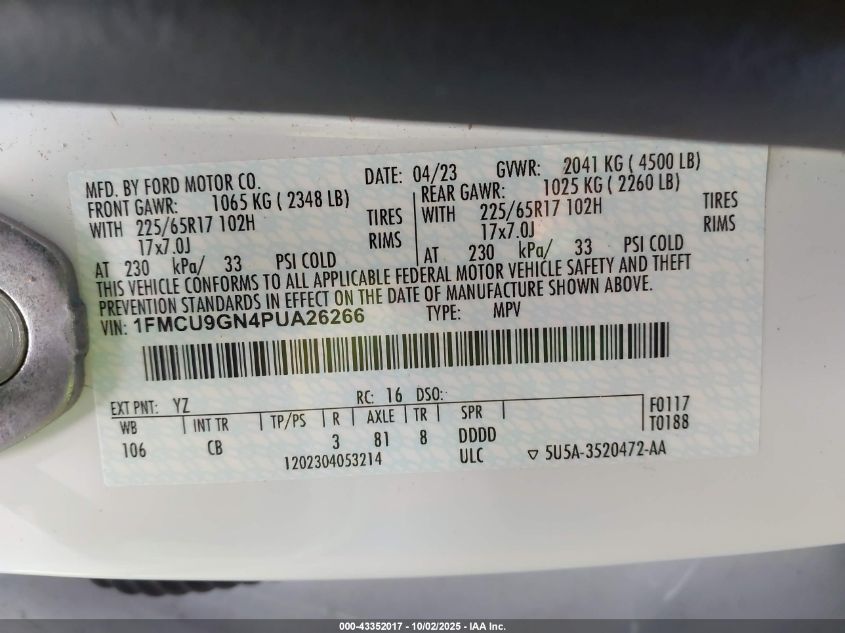 MFD. BY FORD MOTOR CO. DATE: 04/23 GVWR: 2041 KG ( 4500 LB)
FRONT GAWR: 1065 KG ( 2348 LB) REAR GAWR: 1025 KG ( 2260 LB)
WITH 225/65R17 102H TIRES WITH 225/65R17 102H TIRES
17x7.0J RIMS 17x7.0J RIMS
AT 230 kPa/ 33 PSI COLD AT 230 kPa/ 33 PSI COLD
THIS VEHICLE CONFORMS TO ALL APPLICABLE FEDERAL MOTOR VEHICLE SAFETY AND THEFT
PREVENTION STANDARDS IN EFFECT ON THE DATE OF MANUFACTURE SHOWN ABOVE.
VIN: 1FMCU9GN4PUA26266 TYPE: MPV
EXT PNT: YZ RC: 16 DSO: F0117
WB INT TR TP/PS R AXLE TR SPR T0188
106 CB 3 81 8 DDDD
1202304053214 ULC ▽ 5U5A-3520472-AA
000-43352017 - 10/02/2025 - IAA Inc.